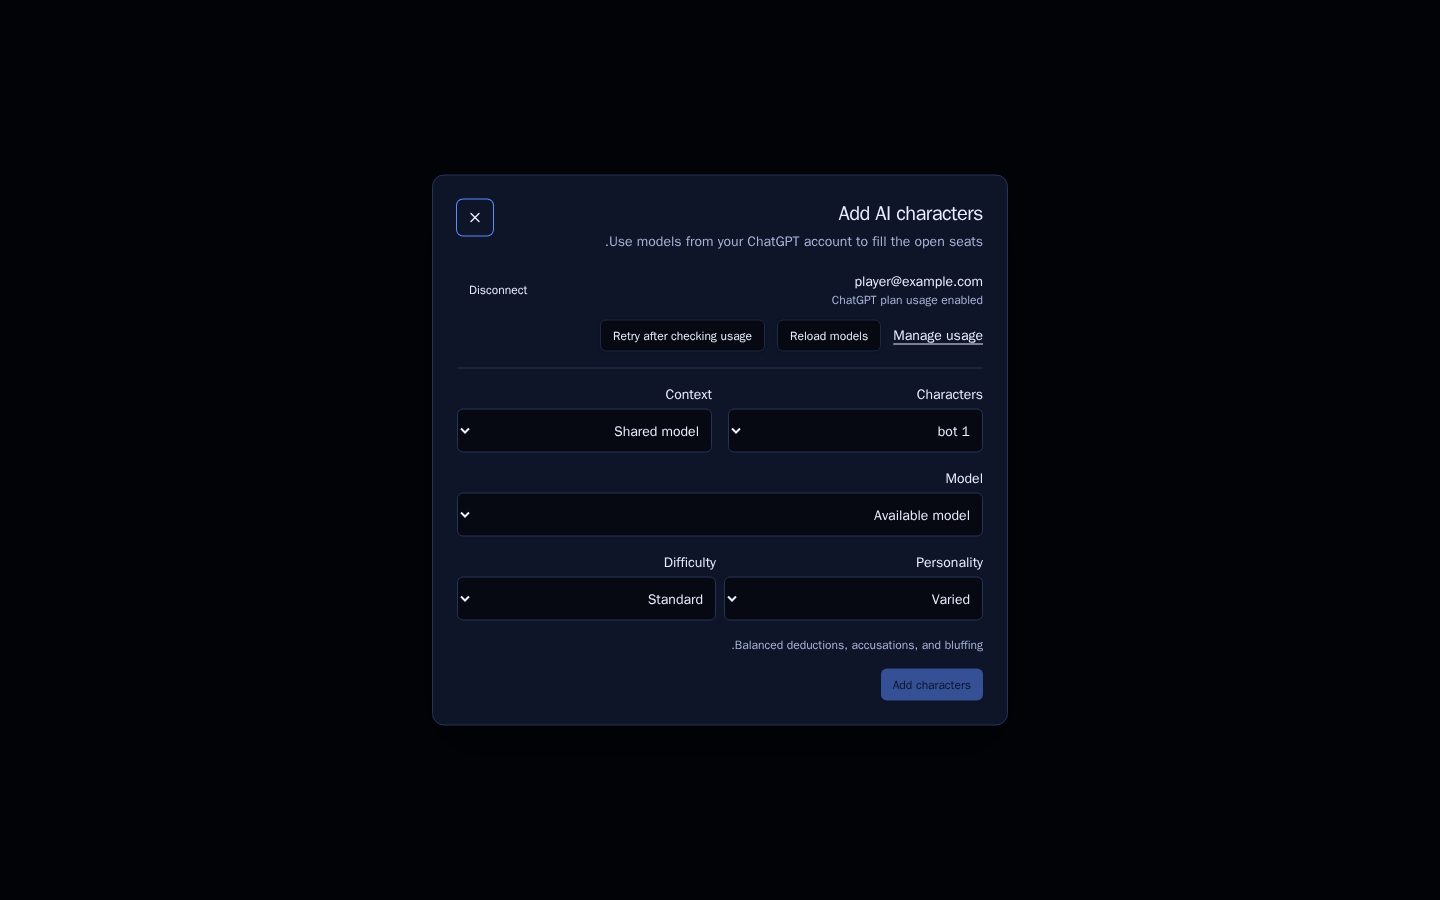 Add AI characters
.Use models from your ChatGPT account to fill the open seats
player@example.com
ChatGPT plan usage enabled
Disconnect
Manage usage
Reload models
Retry after checking usage
Characters
bot 1
Context
Shared model
Model
Available model
Personality
Varied
Difficulty
Standard
.Balanced deductions, accusations, and bluffing
Add characters